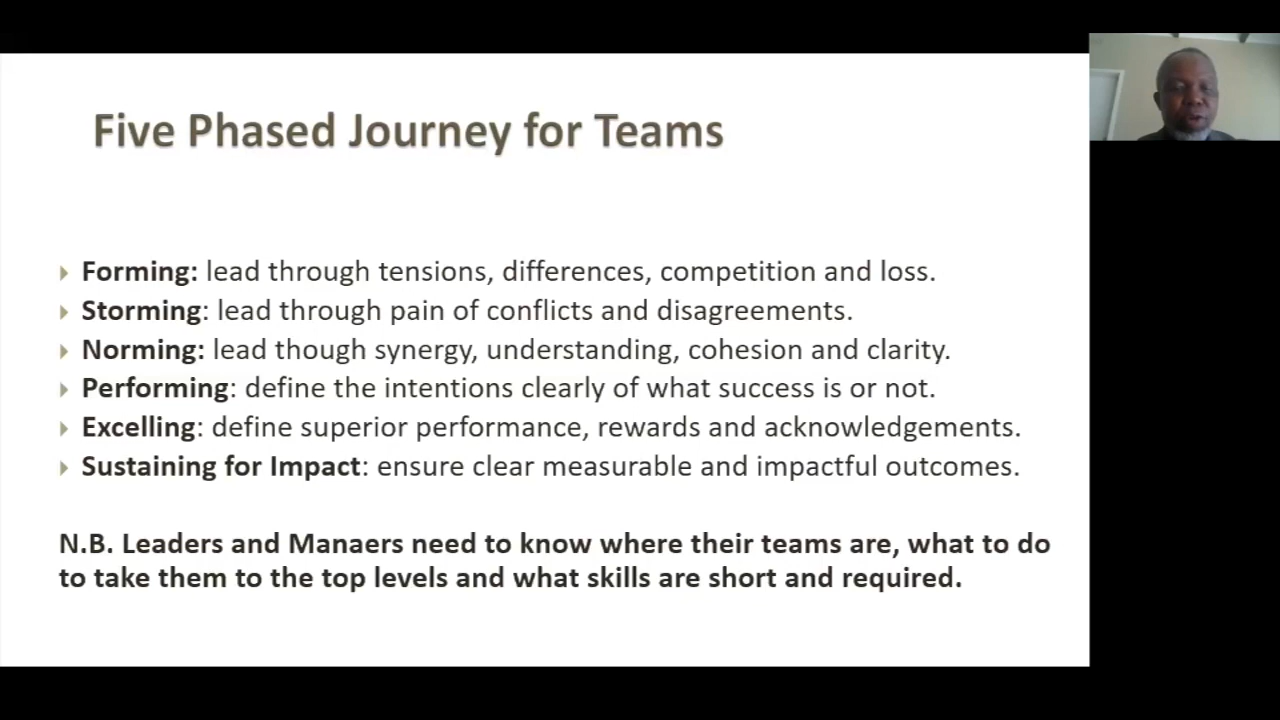 Five Phased Journey for Teams
Forming: lead through tensions, differences, competition and loss.
Storming: lead through pain of conflicts and disagreements.
Norming: lead though synergy, understanding, cohesion and clarity.
Performing: define the intentions clearly of what success is or not.
Excelling: define superior performance, rewards and acknowledgements.
Sustaining for Impact: ensure clear measurable and impactful outcomes.
N.B. Leaders and Manaers need to know where their teams are, what to do
to take them to the top levels and what skills are short and required.